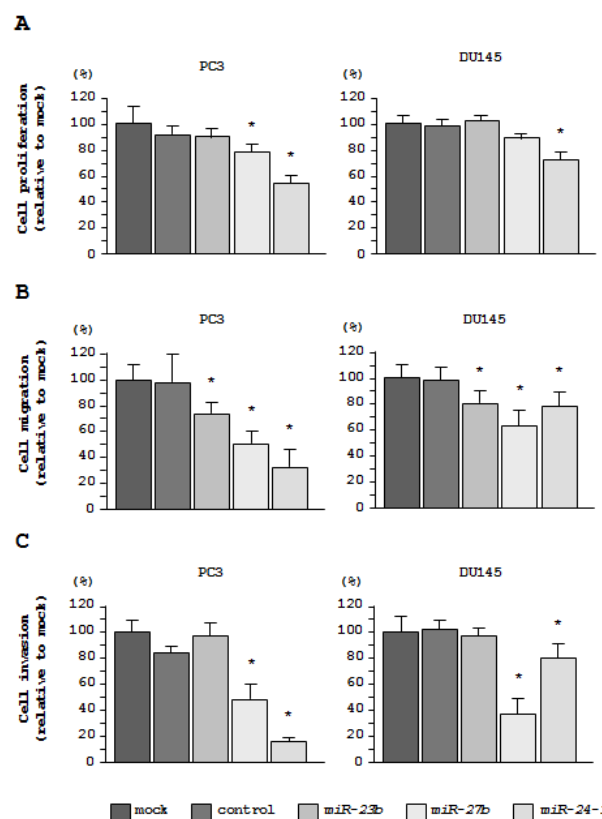 A
PC3
DU145
(%)
(%)
Cell proliferation
(relative to mock)
120
100
80
60
40
20
0
* *
120
100
80
60
40
20
0
*
B
PC3
DU145
(%)
(%)
Cell migration
(relative to mock)
120
100
80
60
40
20
0
* * *
120
100
80
60
40
20
0
* * *
C
PC3
DU145
(%)
(%)
Cell invasion
(relative to mock)
120
100
80
60
40
20
0
* *
120
100
80
60
40
20
0
* *
mock control miR-23b miR-27b miR-24-